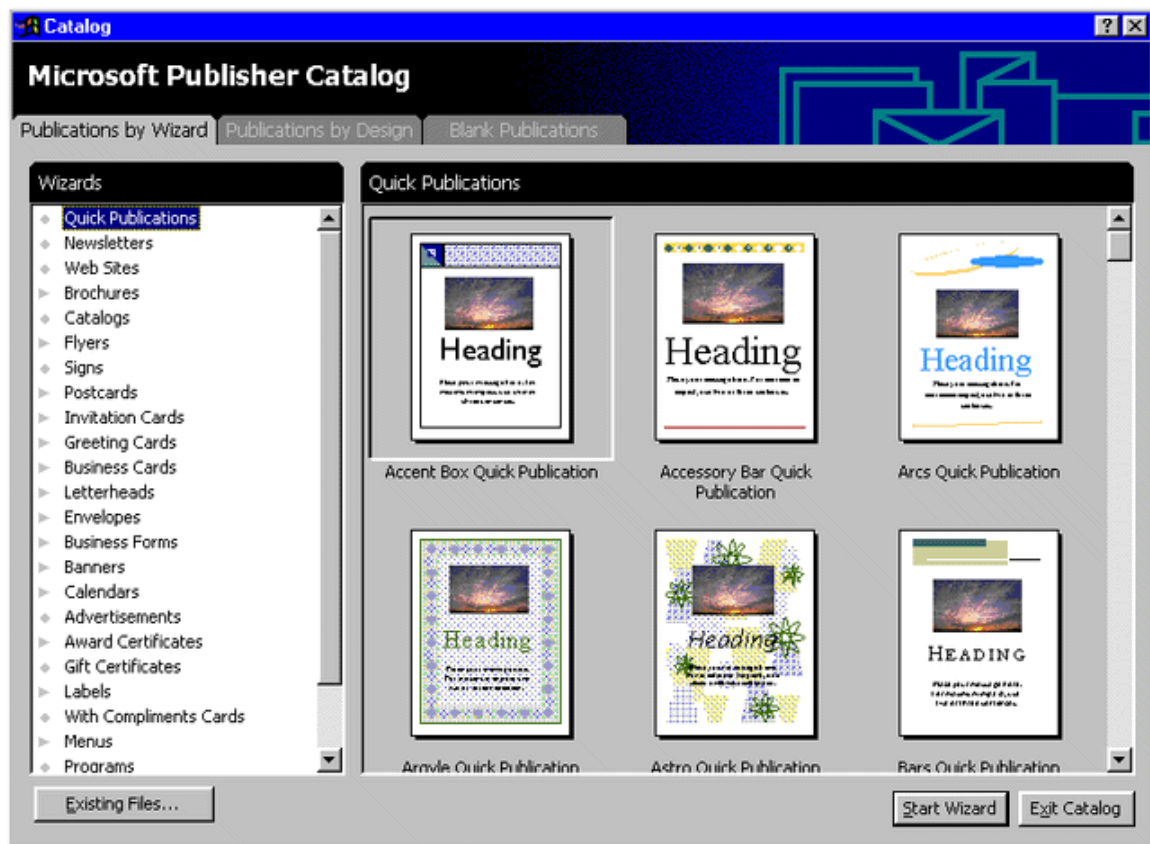 Catalog
Microsoft Publisher Catalog
Publications by Wizard
Publications by Design
Blank Publications
Wizards
Quick Publications
Newsletters
Web Sites
Brochures
Catalogs
Flyers
Signs
Postcards
Invitation Cards
Greeting Cards
Business Cards
Letterheads
Envelopes
Business Forms
Banners
Calendars
Advertisements
Award Certificates
Gift Certificates
Labels
With Compliments Cards
Menus
Programs
Quick Publications
Heading
Accent Box Quick Publication
Heading
Accessory Bar Quick
Publication
Heading
Arcs Quick Publication
Heading
Argyle Quick Publication
Heading
Astro Quick Publication
HEADING
Bars Quick Publication
Existing Files...
Start Wizard
Exit Catalog